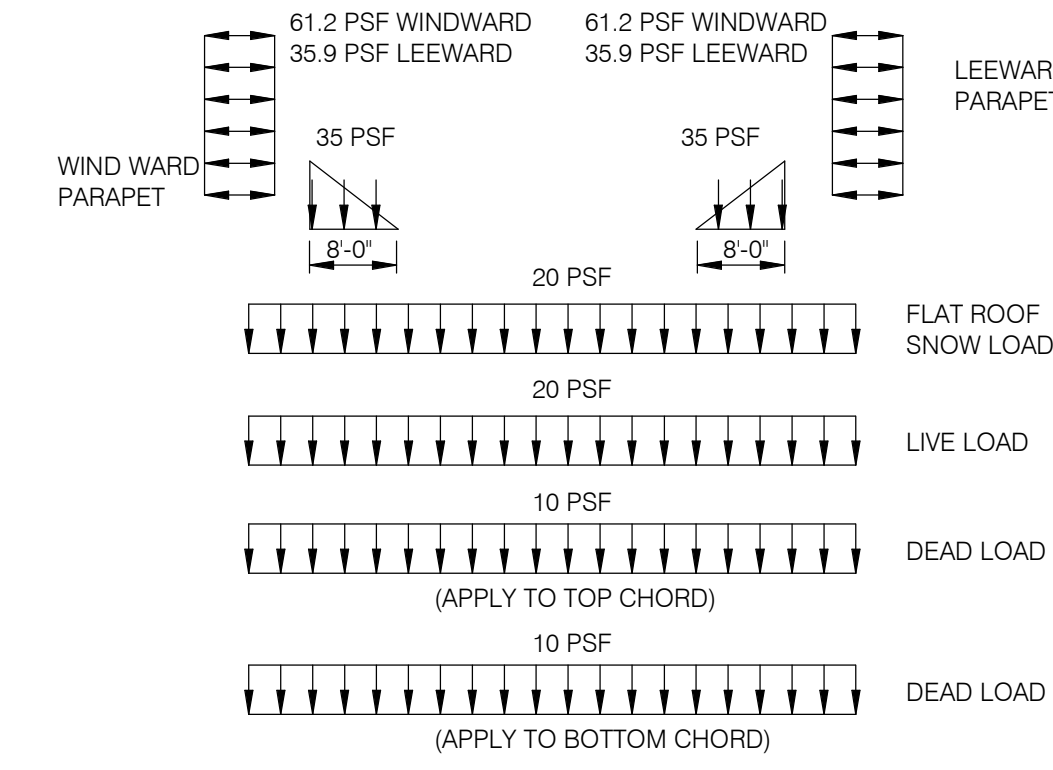 61.2 PSF WINDWARD
35.9 PSF LEEWARD
61.2 PSF WINDWARD
35.9 PSF LEEWARD
LEEWAR
PARAPET
35 PSF
35 PSF
WIND WARD
PARAPET
8'-0"
8'-0"
20 PSF
FLAT ROOF
SNOW LOAD
20 PSF
LIVE LOAD
10 PSF
DEAD LOAD
(APPLY TO TOP CHORD)
10 PSF
DEAD LOAD
(APPLY TO BOTTOM CHORD)